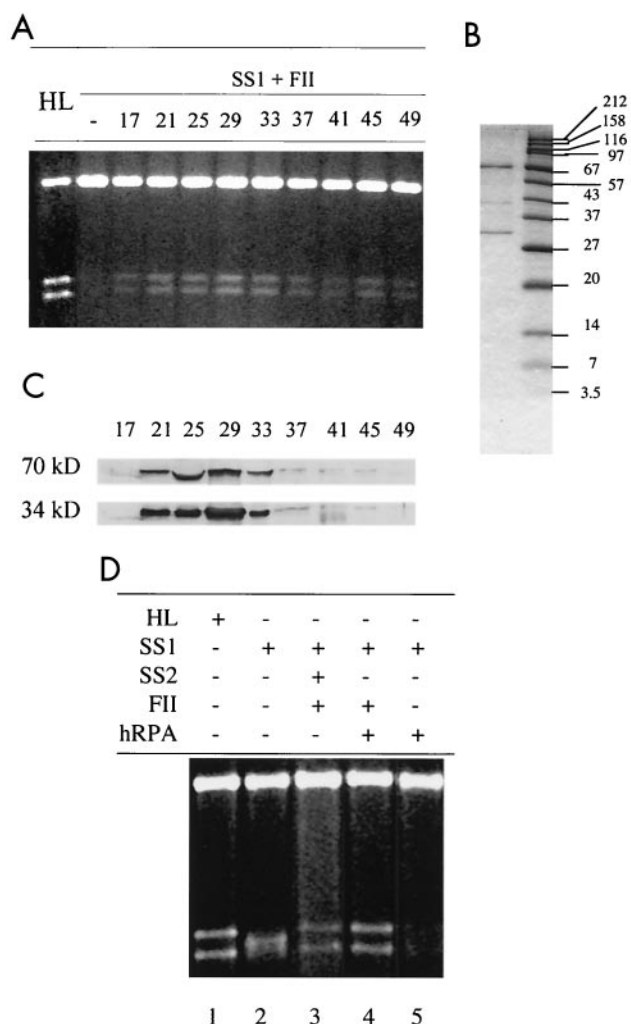 A
SS1 + FII
HL
- 17 21 25 29 33 37 41 45 49
B
212
158
116
97
67
57
43
37
27
20
14
7
3.5
C
17 21 25 29 33 37 41 45 49
70 kD
34 kD
D
HL + - - - -
SS1 - + + + +
SS2 - - + - -
FII - - + + -
hRPA - - - + +
1 2 3 4 5